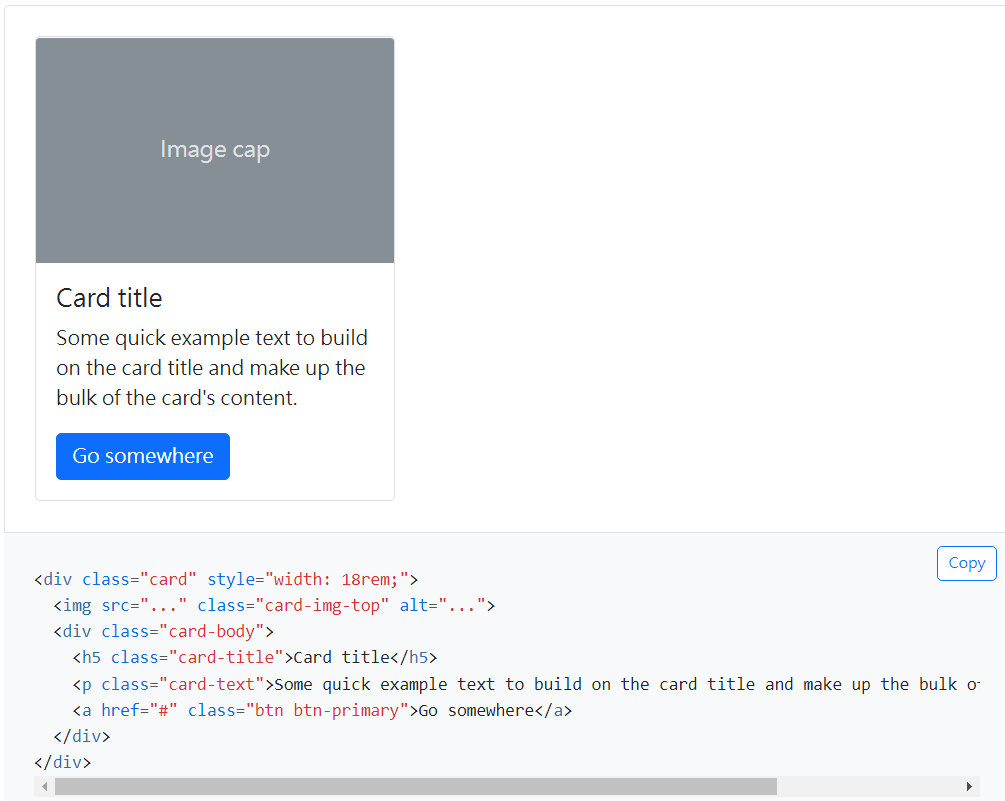 Image cap
Card title
Some quick example text to build
on the card title and make up the
bulk of the card's content.
Go somewhere
Copy
<div class="card" style="width: 18rem;">
  <img src="..." class="card-img-top" alt="...">
  <div class="card-body">
    <h5 class="card-title">Card title</h5>
    <p class="card-text">Some quick example text to build on the card title and make up the bulk
    <a href="#" class="btn btn-primary">Go somewhere</a>
  </div>
</div>